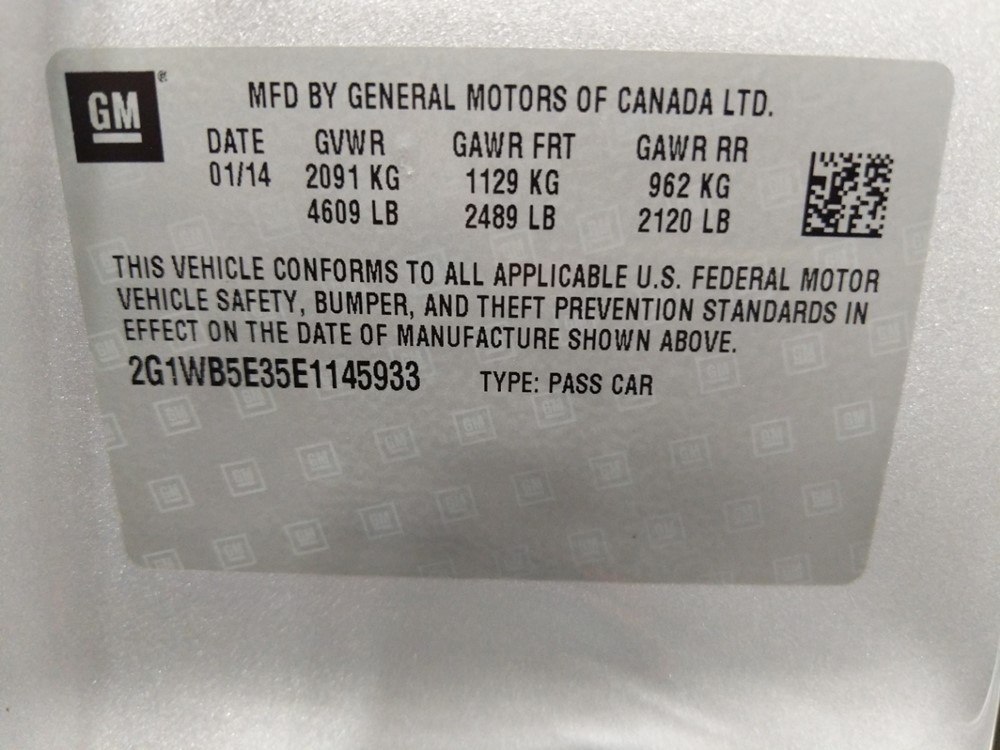 GM
MFD BY GENERAL MOTORS OF CANADA LTD.
DATE GVWR GAWR FRT GAWR RR
01/14 2091 KG 1129 KG 962 KG
4609 LB 2489 LB 2120 LB
THIS VEHICLE CONFORMS TO ALL APPLICABLE U.S. FEDERAL MOTOR
VEHICLE SAFETY, BUMPER, AND THEFT PREVENTION STANDARDS IN
EFFECT ON THE DATE OF MANUFACTURE SHOWN ABOVE.
2G1WB5E35E1145933 TYPE: PASS CAR